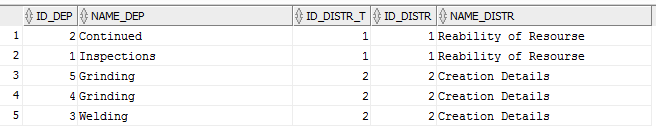 ID_DEP NAME_DEP ID_DISTR_T ID_DISTR NAME_DISTR
1 2 Continued 1 1 Reability of Resourse
2 1 Inspections 1 1 Reability of Resourse
3 5 Grinding 2 2 Creation Details
4 4 Grinding 2 2 Creation Details
5 3 Welding 2 2 Creation Details